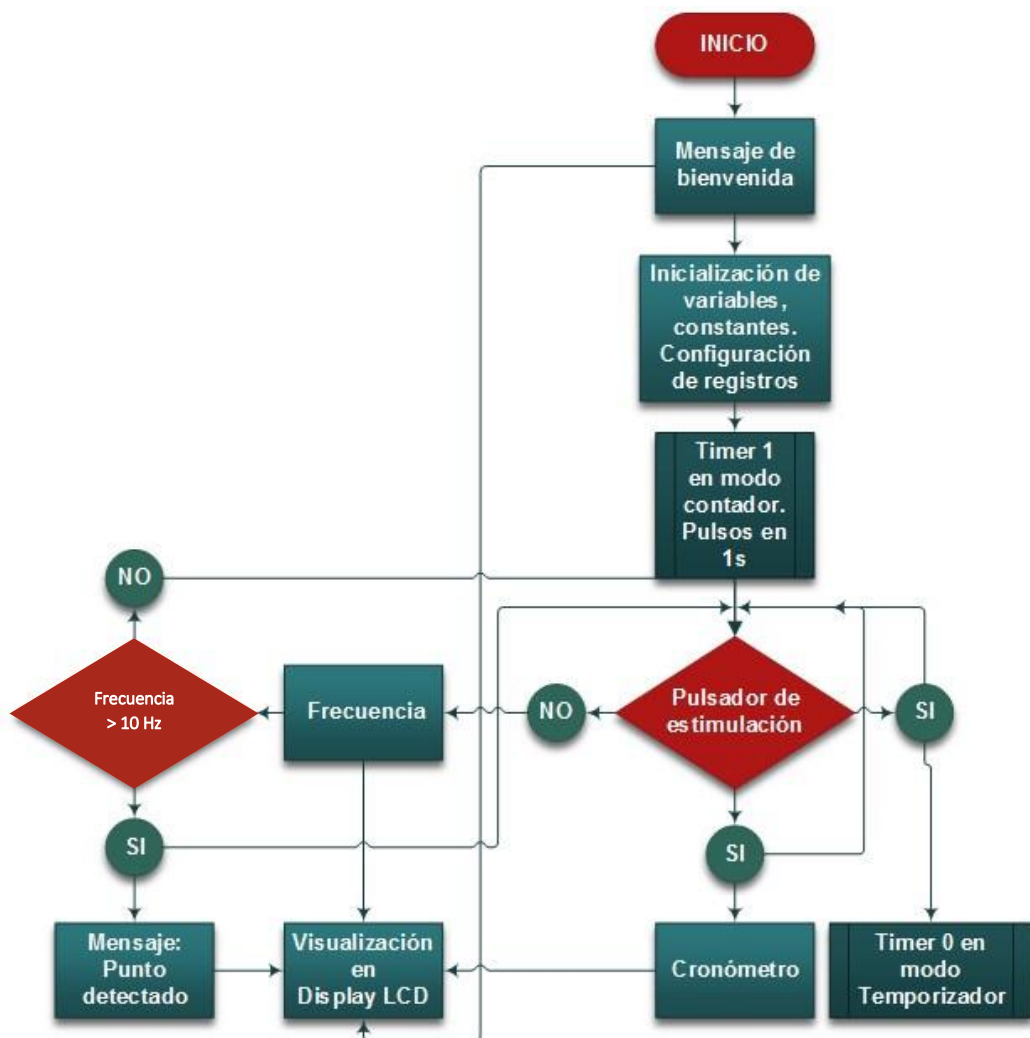 INICIO
Mensaje de
bienvenida
Inicialización de
variables,
constantes.
Configuración
de registros
Timer 1
en modo
contador.
Pulsos en
1s
NO
Frecuencia
> 10 Hz
Frecuencia
NO
Pulsador de
estimulación
SI
SI
SI
Mensaje:
Punto
detectado
Visualización
en
Display LCD
Cronómetro
Timer 0 en
modo
Temporizador